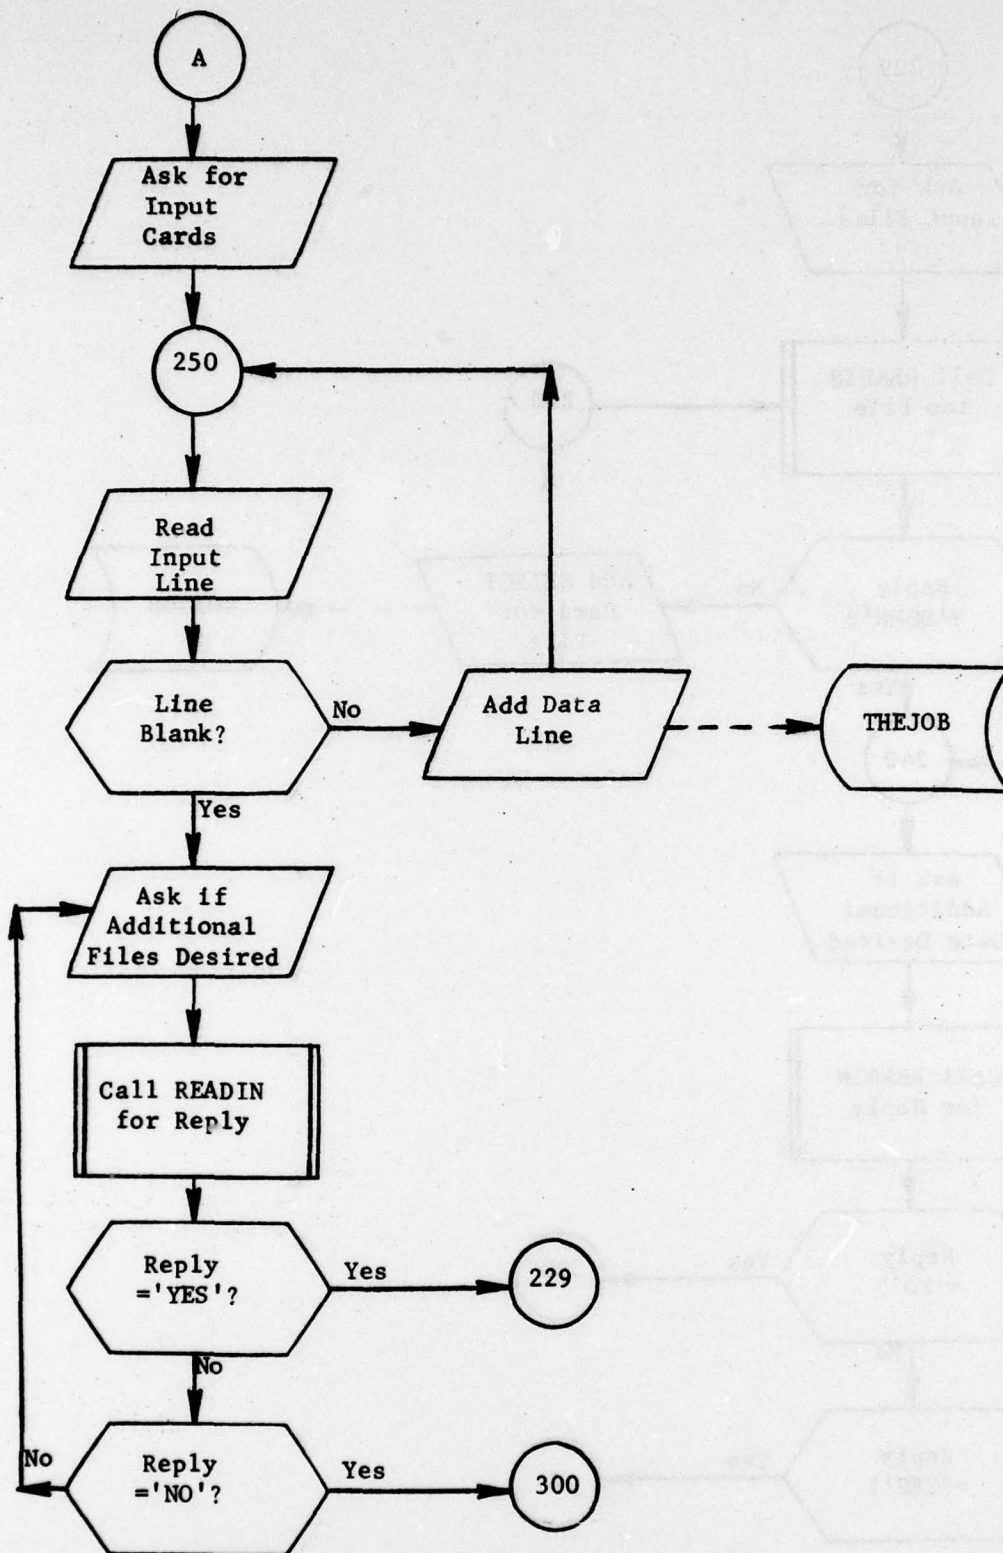 A
Ask for
Input
Cards
250
Read
Input
Line
Line
Blank?
No
Add Data
Line
THEJOB
Yes
Ask if
Additional
Files Desired
Call READIN
for Reply
Reply
='YES'?
Yes
229
No
Reply
='NO'?
No
Yes
300